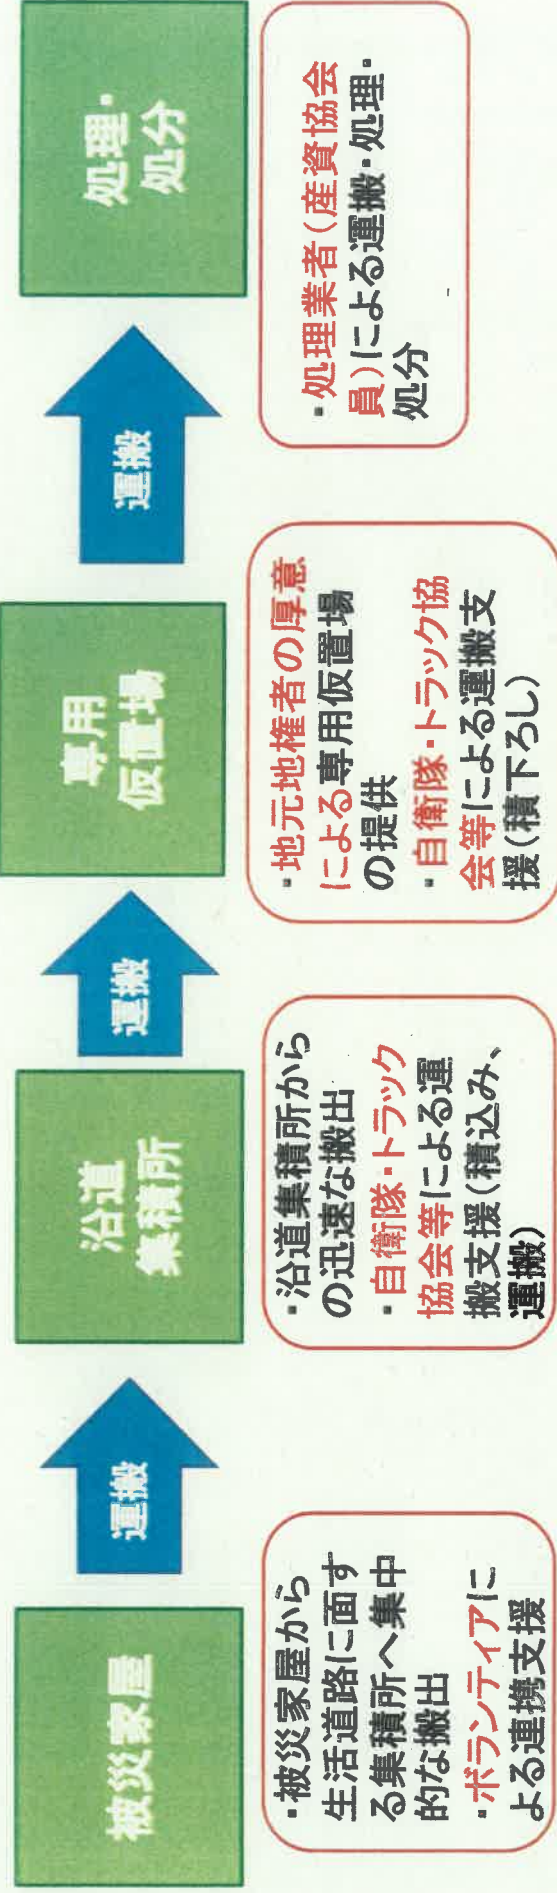 被災家屋
運搬
沿道
集積所
運搬
専用
仮置場
運搬
処理・
処分
・被災家屋から
生活道路に面す
る集積所へ集中
的な搬出
・ボランティアに
よる連携支援
・沿道集積所から
の迅速な搬出
・自衛隊・トラック
協会等による運
搬支援(積込み、
運搬)
・地元地権者の厚意
による専用仮置場
の提供
・自衛隊・トラック協
会等による運搬支
援(積下ろし)
・処理業者(産資協会
員)による運搬・処理・
処分